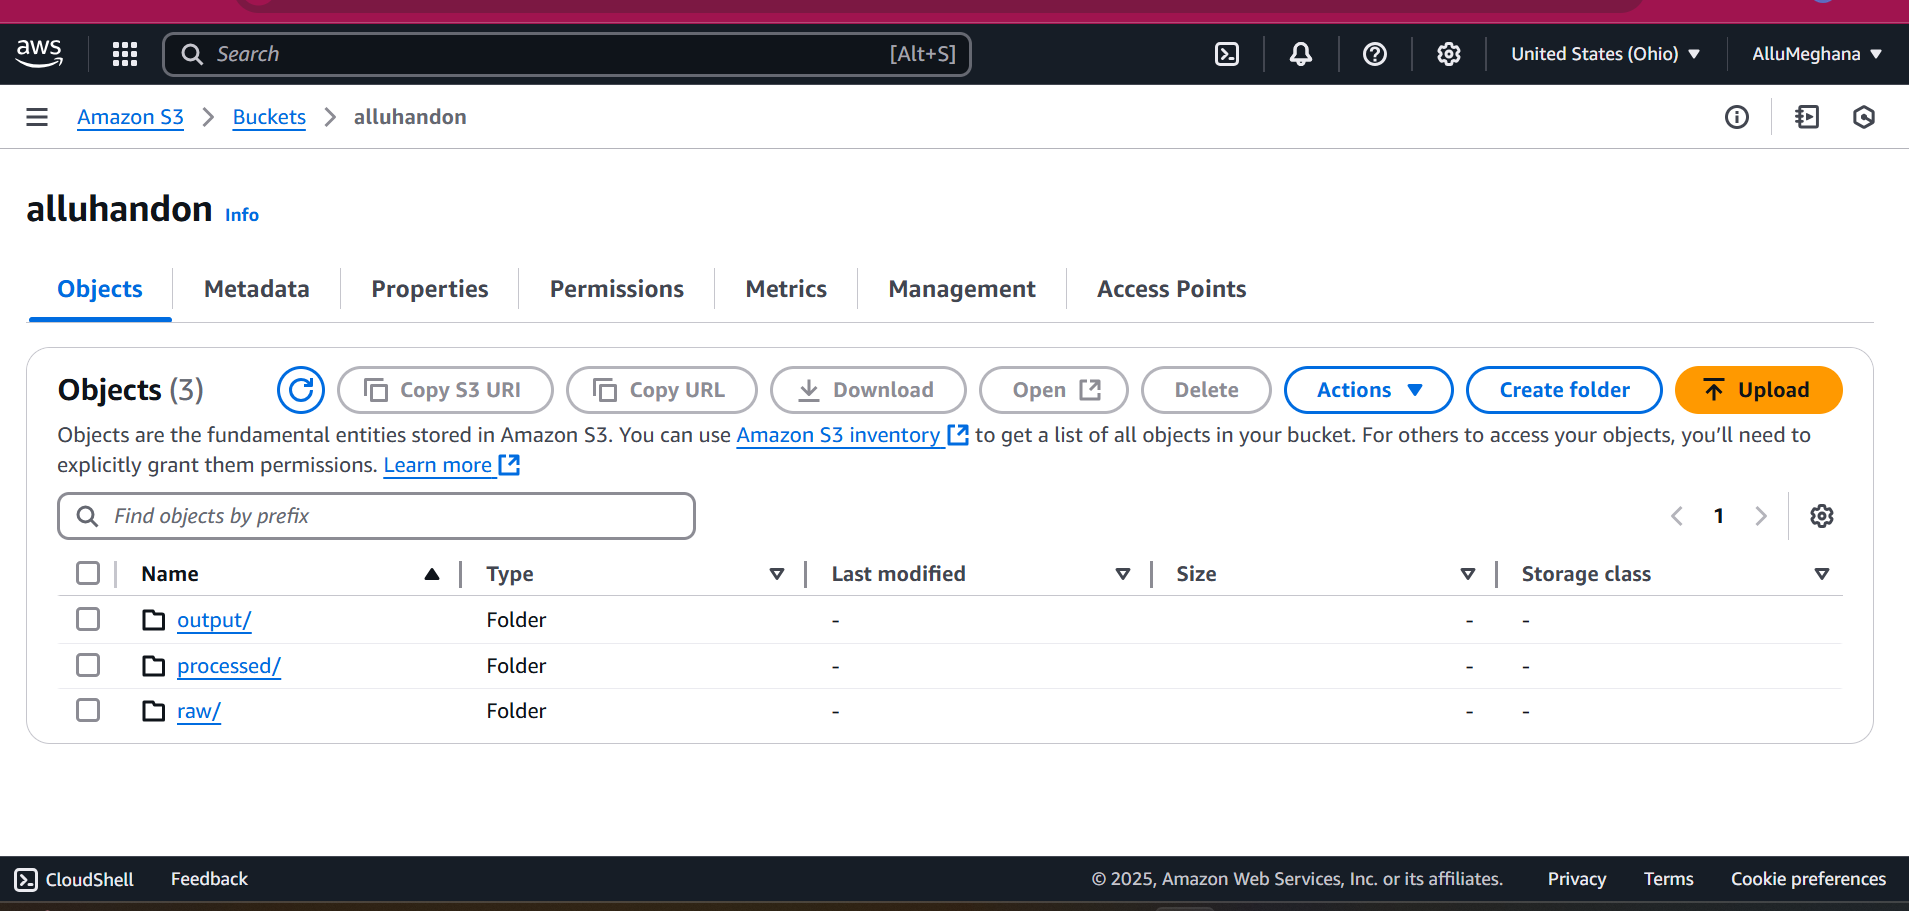 aws
Search [Alt+S]
United States (Ohio)
AlluMeghana
Amazon S3 Buckets alluhandon
alluhandon Info
Objects Metadata Properties Permissions Metrics Management Access Points
Objects (3) Copy S3 URI Copy URL Download Open Delete Actions Create folder Upload
Objects are the fundamental entities stored in Amazon S3. You can use Amazon S3 inventory to get a list of all objects in your bucket. For others to access your objects, you’ll need to
explicitly grant them permissions. Learn more
Find objects by prefix
1
Name Type Last modified Size Storage class
output/ Folder - - -
processed/ Folder - - -
raw/ Folder - - -
CloudShell Feedback © 2025, Amazon Web Services, Inc. or its affiliates. Privacy Terms Cookie preferences